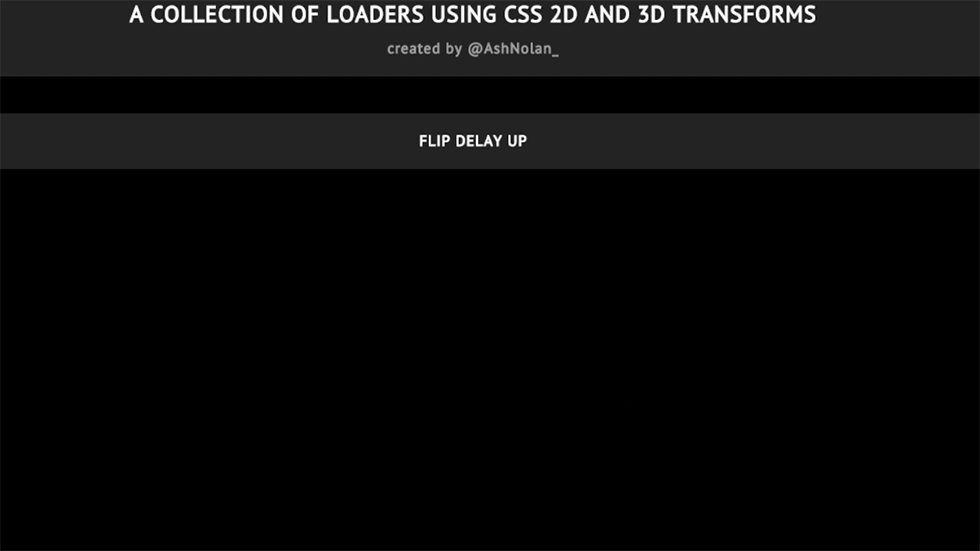 A COLLECTION OF LOADERS USING CSS 2D AND 3D TRANSFORMS
created by @AshNolan_
FLIP DELAY UP